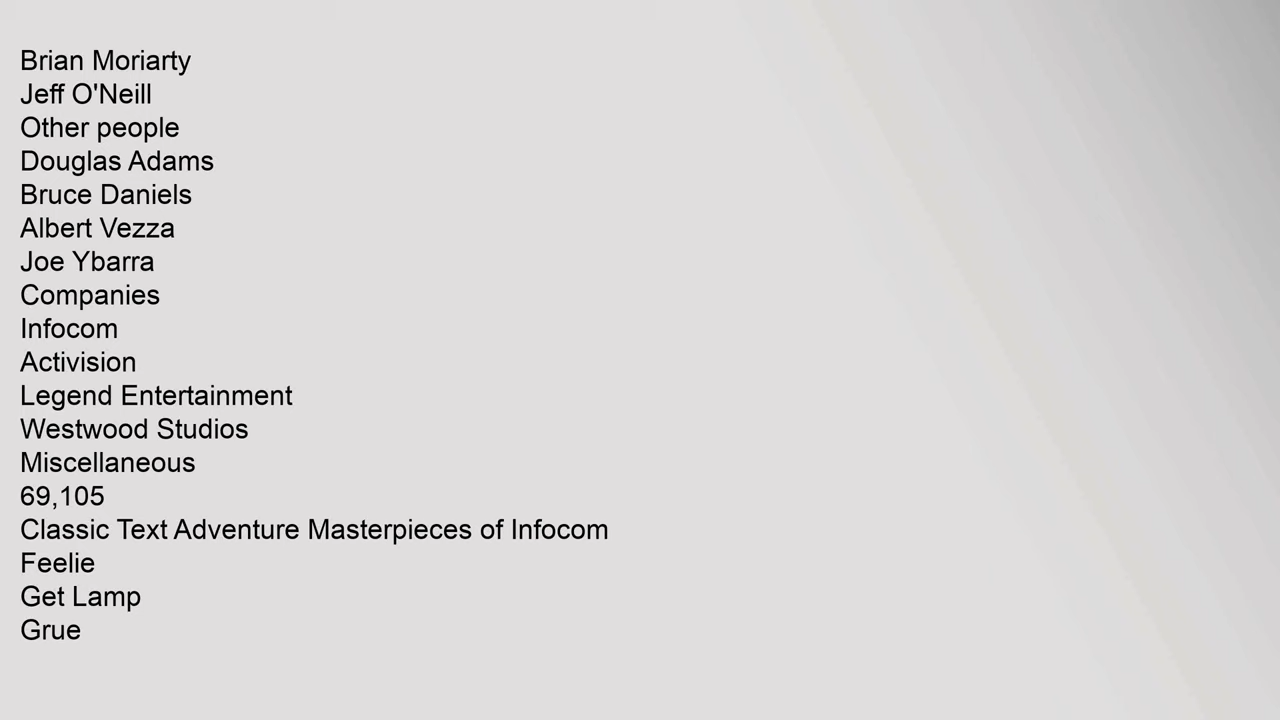 Brian Moriarty
Jeff O'Neill
Other people
Douglas Adams
Bruce Daniels
Albert Vezza
Joe Ybarra
Companies
Infocom
Activision
Legend Entertainment
Westwood Studios
Miscellaneous
69,105
Classic Text Adventure Masterpieces of Infocom
Feelie
Get Lamp
Grue